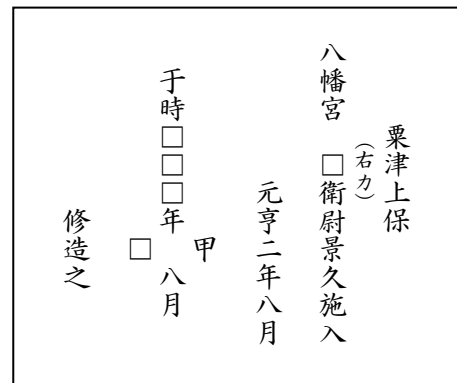 粟津上保
（右カ）
八幡宮　□衛尉景久施入
元亨二年八月
甲
于時□□□年　八月
□
修造之